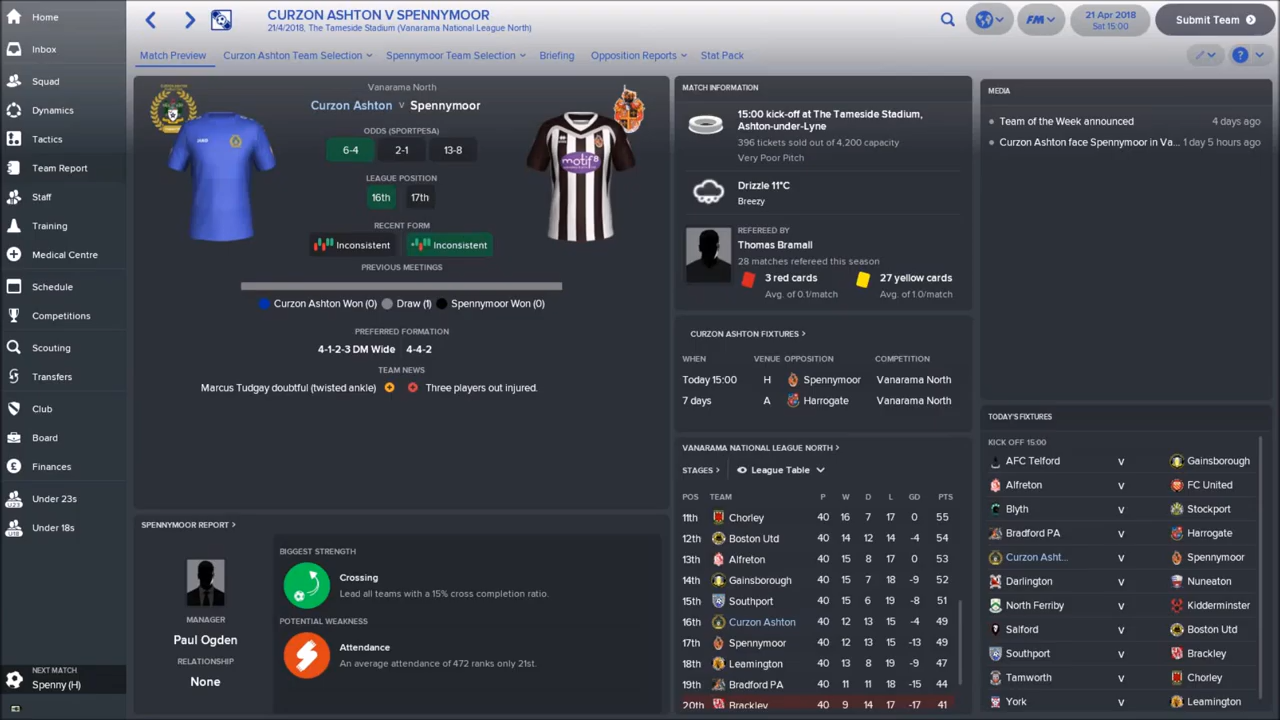 Home
Inbox
Squad
Dynamics
Tactics
Team Report
Staff
Training
Medical Centre
Schedule
Competitions
Scouting
Transfers
Club
Board
Finances
Under 23s
Under 18s
NEXT MATCH
Spenny (H)
CURZON ASHTON V SPENNYMOOR
21/4/2018, The Tameside Stadium (Vanarama National League North)
FM
21 Apr 2018
Sat 15:00
Submit Team
Match Preview
Curzon Ashton Team Selection
Spennymoor Team Selection
Briefing
Opposition Reports
Stat Pack
?
Vanarama North
Curzon Ashton v Spennymoor
ODDS (SPORTPESA)
6-4 2-1 13-8
LEAGUE POSITION
16th 17th
RECENT FORM
Inconsistent Inconsistent
PREVIOUS MEETINGS
Curzon Ashton Won (0) Draw (1) Spennymoor Won (0)
PREFERRED FORMATION
4-1-2-3 DM Wide 4-4-2
TEAM NEWS
Marcus Tudgay doubtful (twisted ankle) Three players out injured.
motif8
SPENNYMOOR REPORT >
MANAGER
Paul Ogden
RELATIONSHIP
None
BIGGEST STRENGTH
Crossing
Lead all teams with a 15% cross completion ratio.
POTENTIAL WEAKNESS
Attendance
An average attendance of 472 ranks only 21st.
MATCH INFORMATION
15:00 kick-off at The Tameside Stadium,
Ashton-under-Lyne
396 tickets sold out of 4,200 capacity
Very Poor Pitch
Drizzle 11°C
Breezy
REFEREED BY
Thomas Bramall
28 matches refereed this season
3 red cards 27 yellow cards
Avg. of 0.1/match Avg. of 1.0/match
CURZON ASHTON FIXTURES >
WHEN VENUE OPPOSITION COMPETITION
Today 15:00 H Spennymoor Vanarama North
7 days A Harrogate Vanarama North
VANARAMA NATIONAL LEAGUE NORTH >
STAGES > League Table
POS TEAM P W D L GD PTS
11th Chorley 40 16 7 17 0 55
12th Boston Utd 40 14 12 14 -4 54
13th Alfreton 40 15 8 17 0 53
14th Gainsborough 40 15 7 18 -9 52
15th Southport 40 15 6 19 -8 51
16th Curzon Ashton 40 12 13 15 -4 49
17th Spennymoor 40 12 13 15 -13 49
18th Leamington 40 13 8 19 -9 47
19th Bradford PA 40 11 11 18 -15 44
20th Brackley 40 9 14 17 -17 41
MEDIA
Team of the Week announced 4 days ago
Curzon Ashton face Spennymoor in Va... 1 day 5 hours ago
TODAY'S FIXTURES
KICK OFF 15:00
AFC Telford v Gainsborough
Alfreton v FC United
Blyth v Stockport
Bradford PA v Harrogate
Curzon Asht... v Spennymoor
Darlington v Nuneaton
North Ferriby v Kidderminster
Salford v Boston Utd
Southport v Brackley
Tamworth v Chorley
York v Leamington